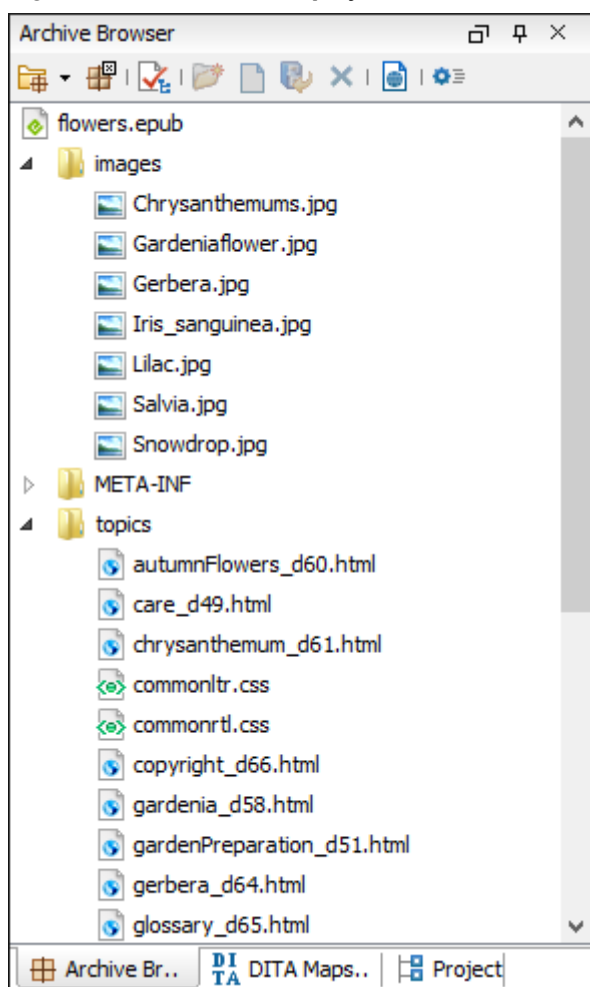 Archive Browser
flowers.epub
images
Chrysanthemums.jpg
Gardeniaflower.jpg
Gerbera.jpg
Iris_sanguinea.jpg
Lilac.jpg
Salvia.jpg
Snowdrop.jpg
META-INF
topics
autumnFlowers_d60.html
care_d49.html
chrysanthemum_d61.html
commonltr.css
commonrtl.css
copyright_d66.html
gardenia_d58.html
gardenPreparation_d51.html
gerbera_d64.html
glossary_d65.html
Archive Br.. DITA DITA Maps.. Project